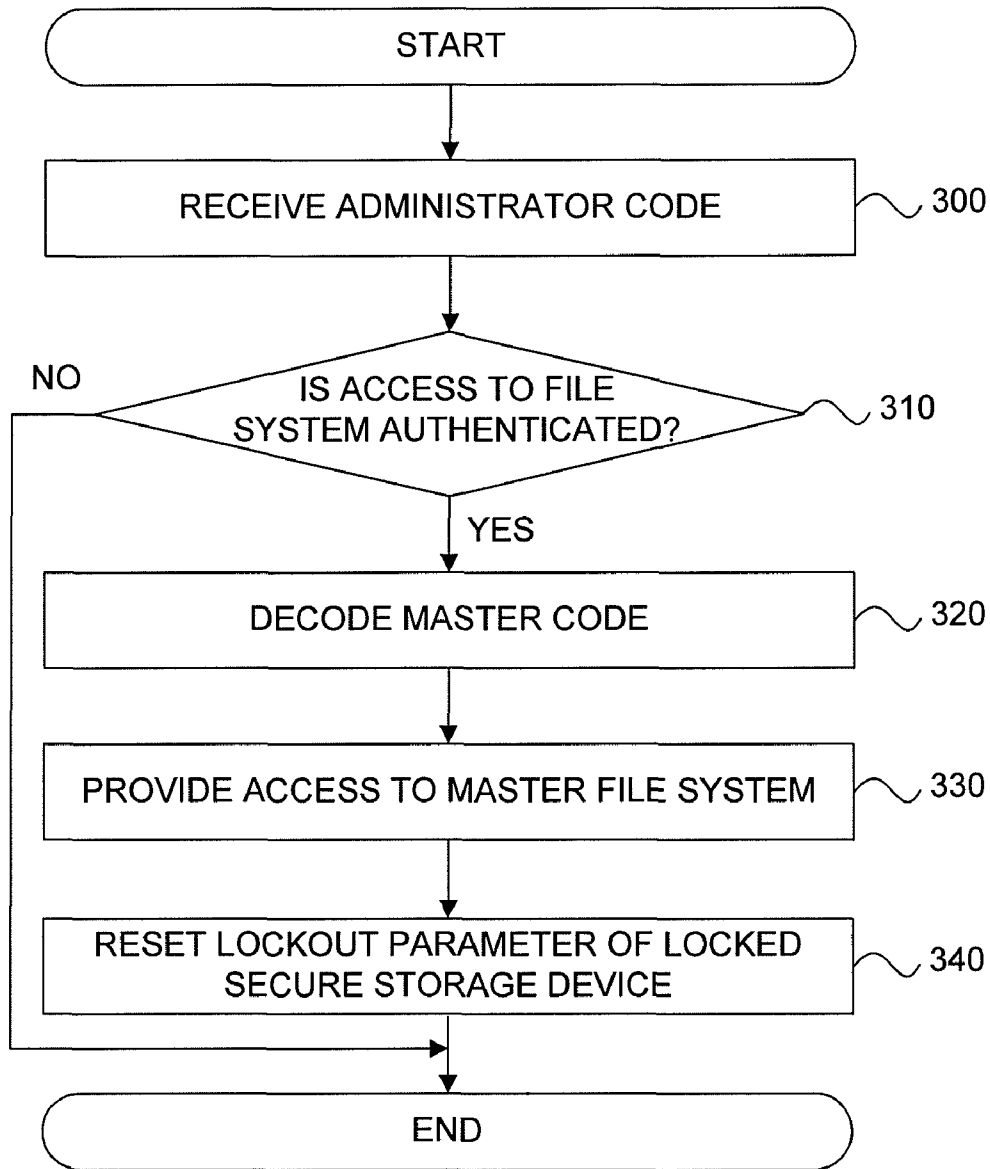 START
RECEIVE ADMINISTRATOR CODE
300
NO
IS ACCESS TO FILE
SYSTEM AUTHENTICATED?
310
YES
DECODE MASTER CODE
320
PROVIDE ACCESS TO MASTER FILE SYSTEM
330
RESET LOCKOUT PARAMETER OF LOCKED
SECURE STORAGE DEVICE
340
END